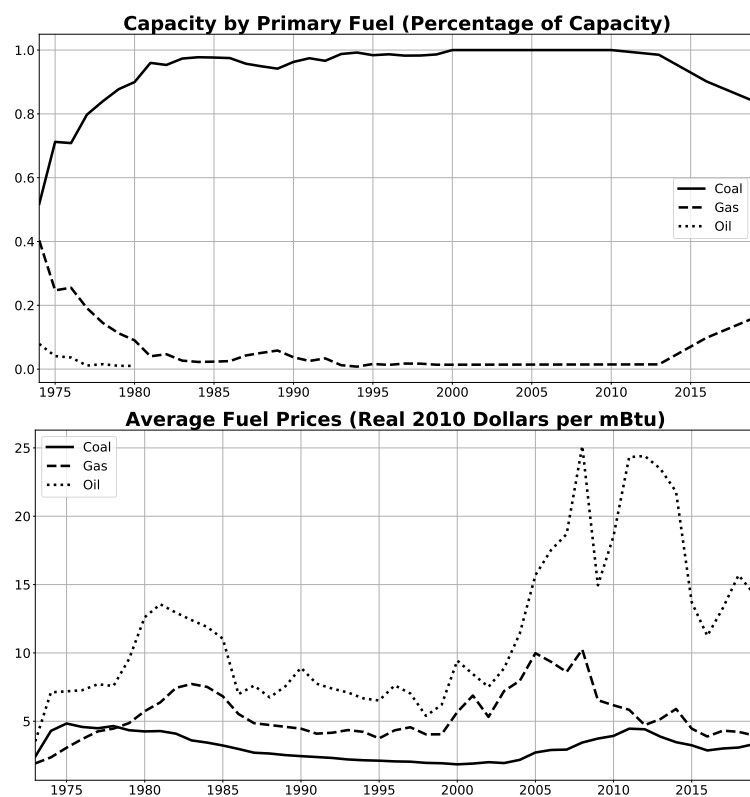 Capacity by Primary Fuel (Percentage of Capacity)
1.0
0.8
0.6
0.4
0.2
0.0
Coal
Gas
Oil
1975 1980 1985 1990 1995 2000 2005 2010 2015
Average Fuel Prices (Real 2010 Dollars per mBtu)
Coal
Gas
Oil
25
20
15
10
5
1975 1980 1985 1990 1995 2000 2005 2010 2015